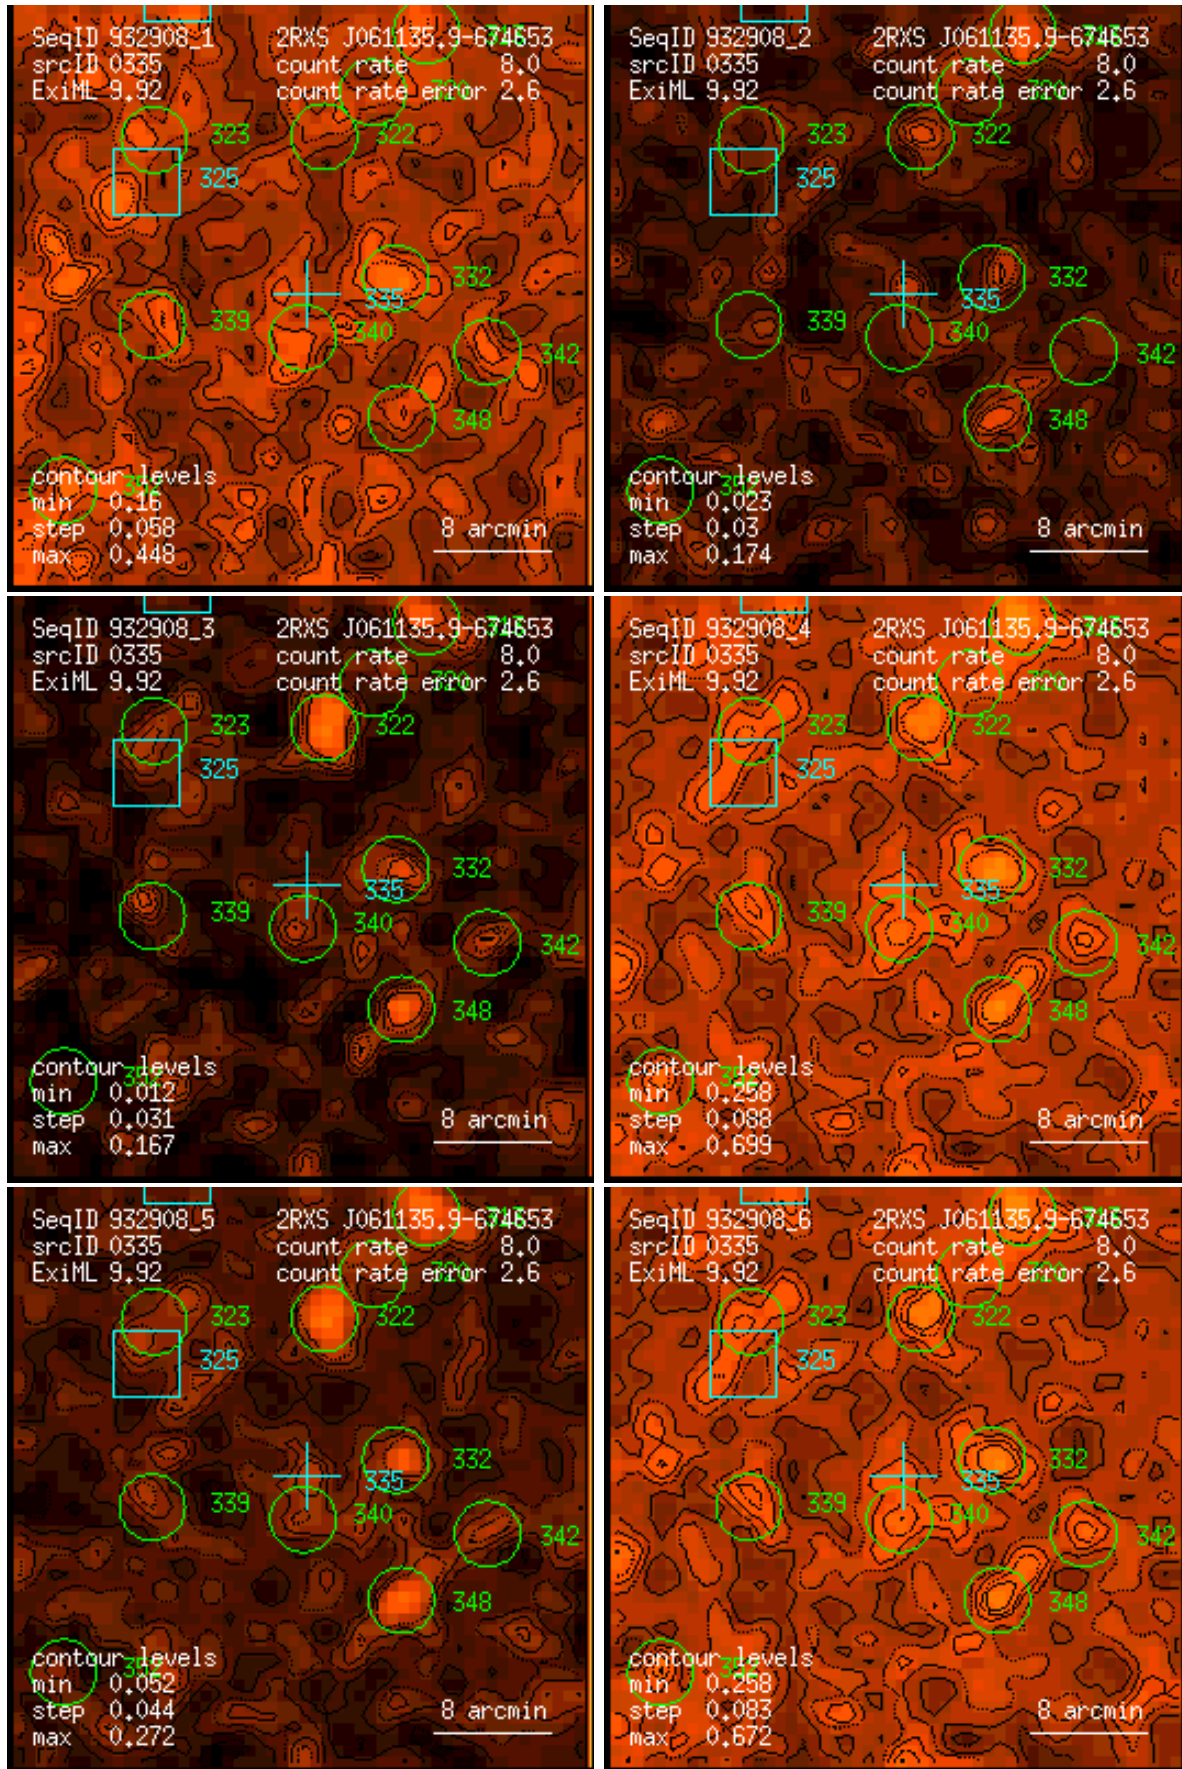 SeqID 932908_1 2RXS J061135.9-674653
srcID 0335 count rate 8.0
ExiML 9.92 count rate error 2.6
323
322
325
332
335
339
340
342
348
contour levels
min 0.16
step 0.058
max 0.448
8 arcmin
SeqID 932908_2 2RXS J061135.9-674653
srcID 0335 count rate 8.0
ExiML 9.92 count rate error 2.6
323
322
325
332
335
339
340
342
348
contour levels
min 0.023
step 0.03
max 0.174
8 arcmin
SeqID 932908_3 2RXS J061135.9-674653
srcID 0335 count rate 8.0
ExiML 9.92 count rate error 2.6
323
322
325
332
335
339
340
342
348
contour levels
min 0.012
step 0.031
max 0.167
8 arcmin
SeqID 932908_4 2RXS J061135.9-674653
srcID 0335 count rate 8.0
ExiML 9.92 count rate error 2.6
323
322
325
332
335
339
340
342
348
contour levels
min 0.258
step 0.088
max 0.699
8 arcmin
SeqID 932908_5 2RXS J061135.9-674653
srcID 0335 count rate 8.0
ExiML 9.92 count rate error 2.6
323
322
325
332
335
339
340
342
348
contour levels
min 0.052
step 0.044
max 0.272
8 arcmin
SeqID 932908_6 2RXS J061135.9-674653
srcID 0335 count rate 8.0
ExiML 9.92 count rate error 2.6
323
322
325
332
335
339
340
342
348
contour levels
min 0.258
step 0.083
max 0.672
8 arcmin